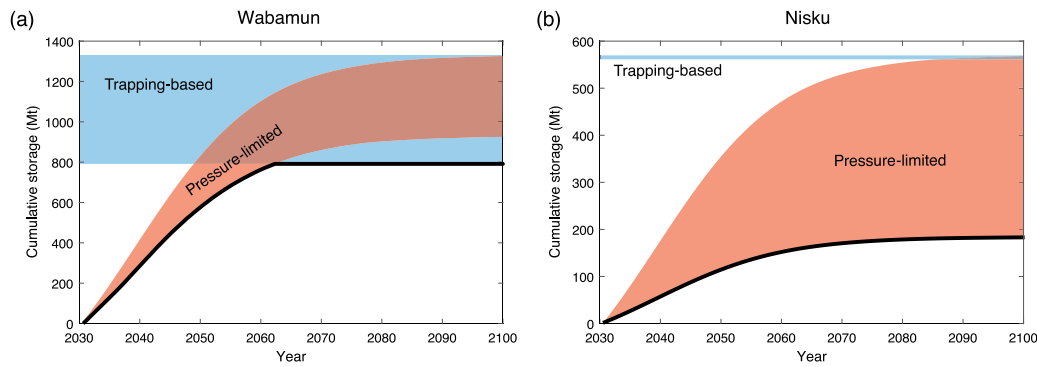 (a)
Wabamun
1400
1200
1000
800
600
400
200
0
Cumulative storage (Mt)
Trapping-based
Pressure-limited
2030 2040 2050 2060 2070 2080 2090 2100
Year
(b)
Nisku
600
500
400
300
200
100
0
Cumulative storage (Mt)
Trapping-based
Pressure-limited
2030 2040 2050 2060 2070 2080 2090 2100
Year